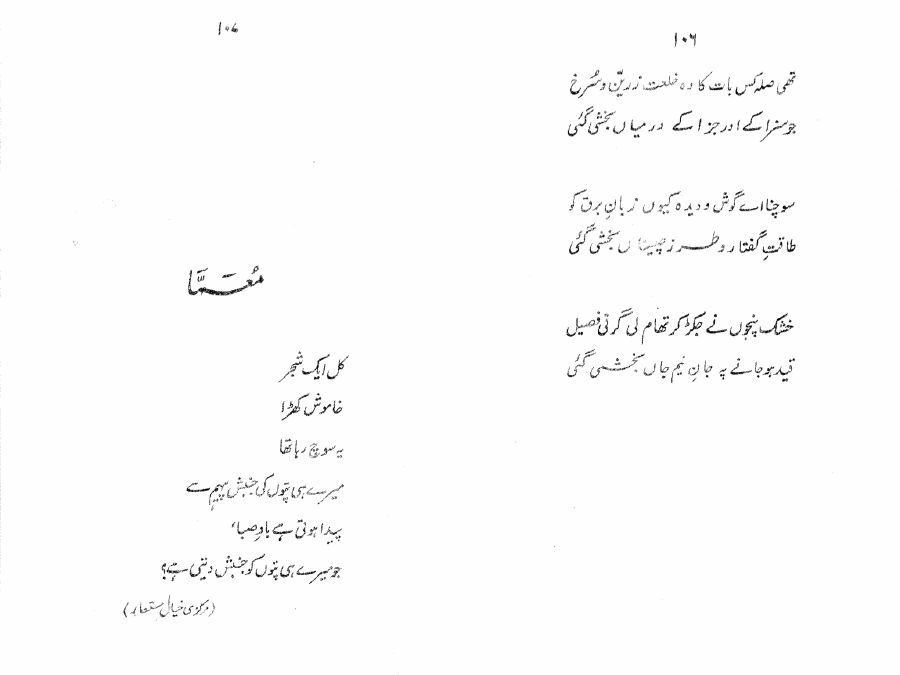 ۱۰۶
تھی صلہ کس بات کا وہ خلعت زریّن و سُرخ
جو سزا کے اور جزا کے درمیاں بخشی گئی
سوچنا اے گوش و دیدہ کیوں زبانِ برق کو
طاقتِ گفتار و طرز چیستاں بخشی گئی
خشک پنجوں نے جکڑ کر تھام لی گرتی فصیل
قید ہو جانے پہ جانِ نیم جاں بخشی گئی
۱۰۷
مُعَمَّا
کل ایک شجر
خاموش کھڑا
یہ سوچ رہا تھا
میرے ہی پتوں کی جنبشِ پیہم سے
پیدا ہوتی ہے بادِ صبا،
جو میرے ہی پتوں کو جنبش دیتی ہے؟
(مرکزی خیال مستعار)